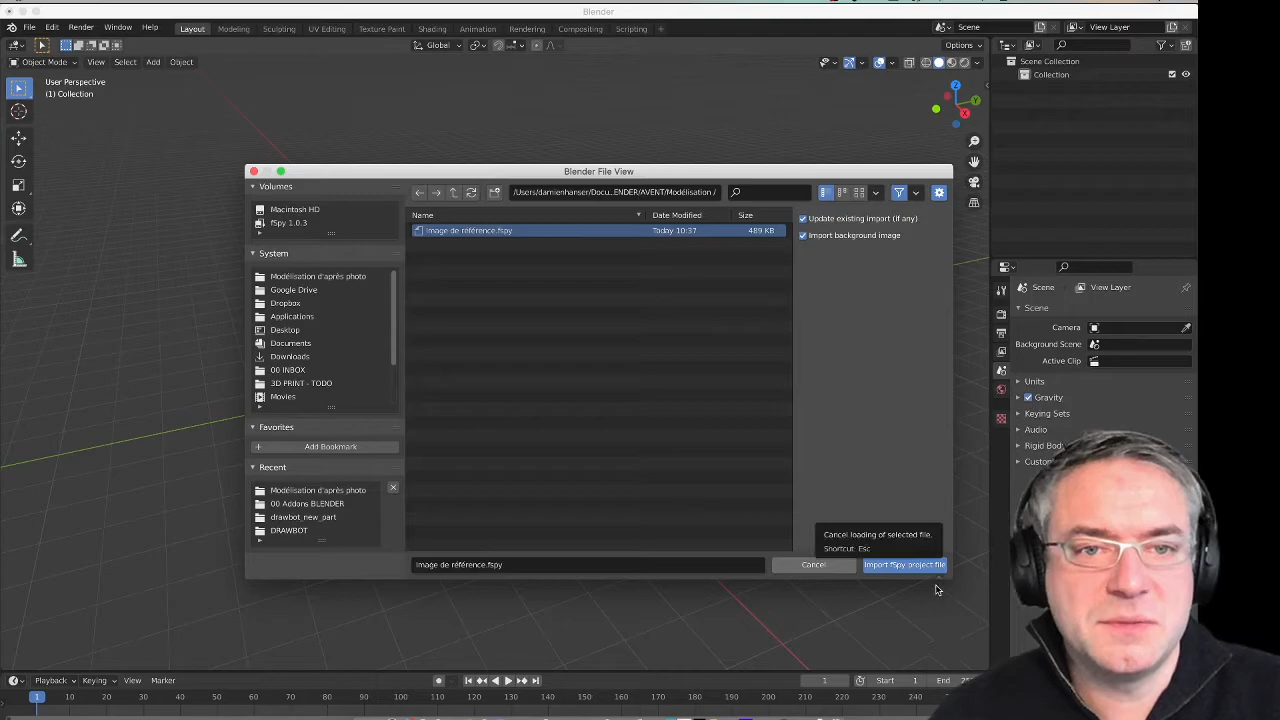 Blender
File Edit Render Window Help Layout Modeling Sculpting UV Editing Texture Paint Shading Animation Rendering Compositing Scripting + Scene View Layer
Global Options
Object Mode View Select Add Object
User Perspective
(1) Collection
Z
Y
X
Scene Collection
Collection
Blender File View
Volumes
Macintosh HD
fSpy 1.0.3
System
Modélisation d'après photo
Google Drive
Dropbox
Applications
Desktop
Documents
Downloads
00 INBOX
3D PRINT - TODO
Movies
Favorites
Add Bookmark
Recent
Modélisation d'après photo
00 Addons BLENDER
drawbot_new_part
DRAWBOT
/Users/damienhanser/Docu...ENDER/AVENT/Modélisation /
Name Date Modified Size
Image de référence.fspy Today 10:37 489 KB
Update existing import (if any)
Import background image
Cancel loading of selected file.
Shortcut: Esc
Image de référence.fspy Cancel Import fSpy project file
Scene View Layer
Scene
Camera
Background Scene
Active Clip
Units
Gravity
Keying Sets
Audio
Rigid Body
Custom
Playback Keying View Marker 1 Start 1 End
1 10 20 30 40 50 60 70 80 90 100 110 120 130 140 150 160 170 180 190 200 210 220 230 240